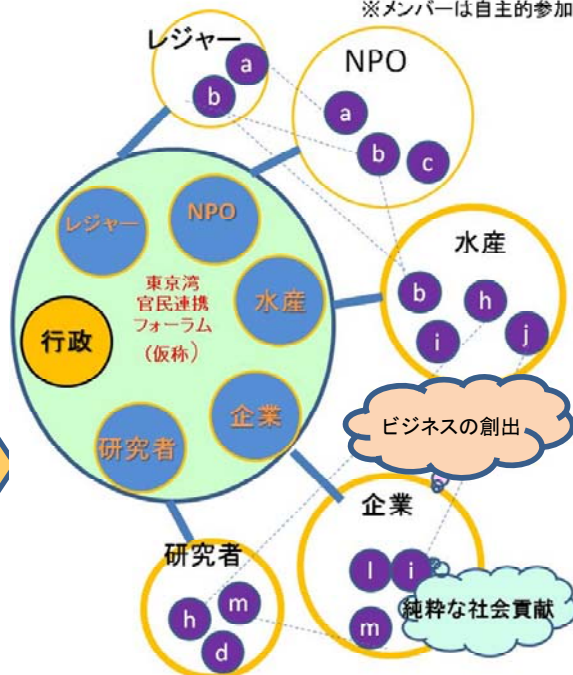 ※メンバーは自主的参加
レジャー
a
b
NPO
a
b
c
レジャー
NPO
東京湾
官民連携
フォーラム
(仮称)
水産
行政
企業
研究者
水産
b
h
i
j
ビジネスの創出
企業
l
i
m
純粋な社会貢献
研究者
h
m
d